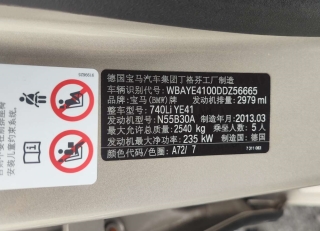 德国宝马汽车集团丁格芬工厂制造
车辆识别代号: WBAYE4100DDZ56665
品牌: 宝马(BMW)牌 发动机排量: 2979 ml
整车型号: 740Li YE41
发动机型号: N55B30A 制造年月: 2013.03
最大允许总质量: 2540 kg 乘坐人数: 5 人
发动机最大净功率: 235 kW 制造国: 德国
颜色代码/色圈: A72/ 7